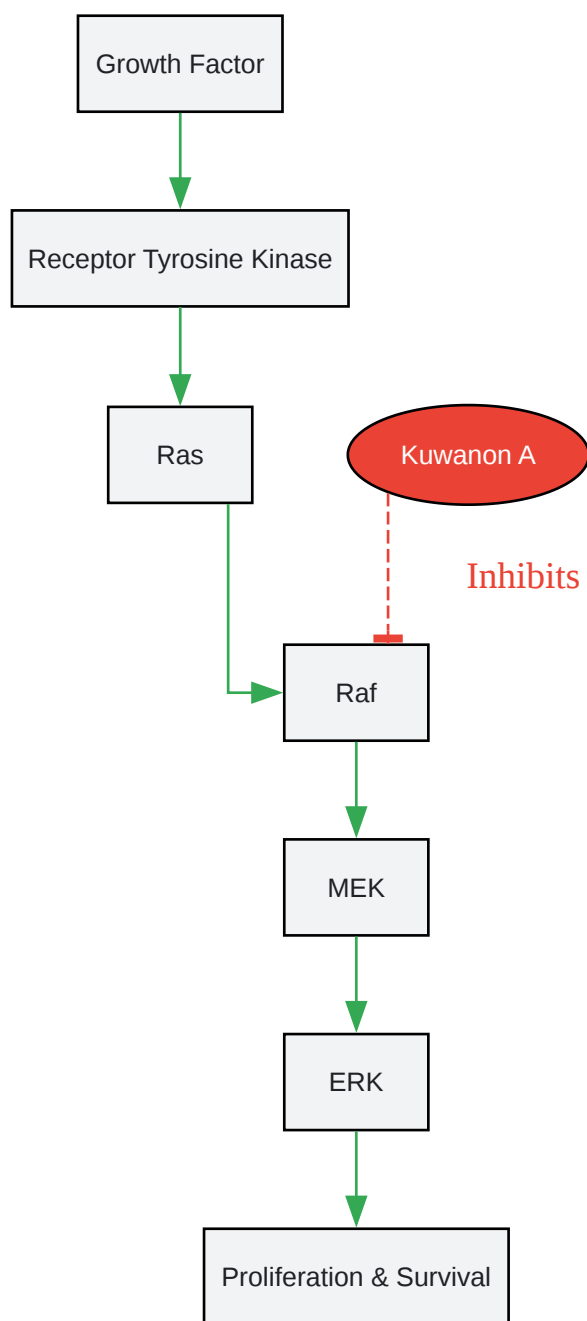 Growth Factor
Receptor Tyrosine Kinase
Ras
Kuwanon A
Inhibits
Raf
MEK
ERK
Proliferation & Survival